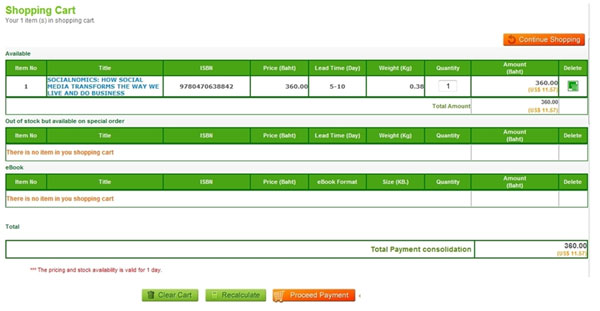 Shopping Cart
Your 1 item (s) in shopping cart.
Continue Shopping
Available
Item No Title ISBN Price (Baht) Lead Time (Day) Weight (Kg) Quantity Amount (Baht) Delete
1 SOCIALNOMICS: HOW SOCIAL MEDIA TRANSFORMS THE WAY WE LIVE AND DO BUSINESS 9780470638842 360.00 5-10 0.38 1 360.00 (US$ 11.57)
Total Amount 360.00 (US$ 11.57)
Out of stock but available on special order
Item No Title ISBN Price (Baht) Lead Time (Day) Weight (Kg) Quantity Amount (Baht) Delete
There is no item in you shopping cart
eBook
Item No Title ISBN Price (Baht) eBook Format Size (KB.) Quantity Amount (Baht) Delete
There is no item in you shopping cart
Total
Total Payment consolidation 360.00 (US$ 11.57)
*** The pricing and stock availability is valid for 1 day.
Clear Cart Recalculate Proceed Payment